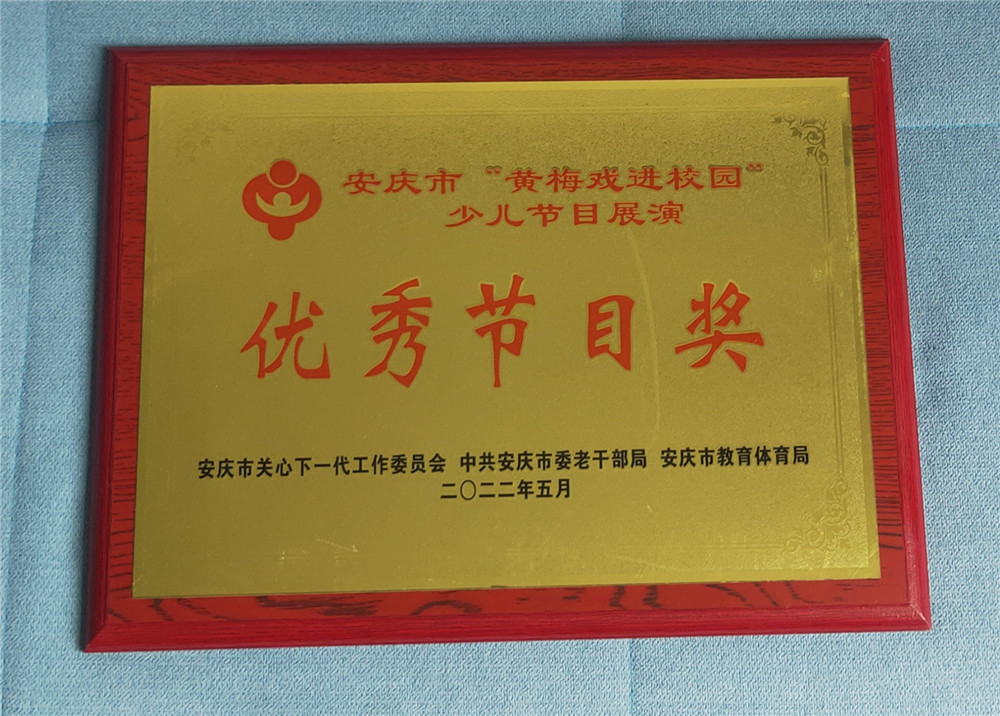 安庆市“黄梅戏进校园”
少儿节目展演
优秀节目奖
安庆市关心下一代工作委员会 中共安庆市委老干部局 安庆市教育体育局
二〇二二年五月